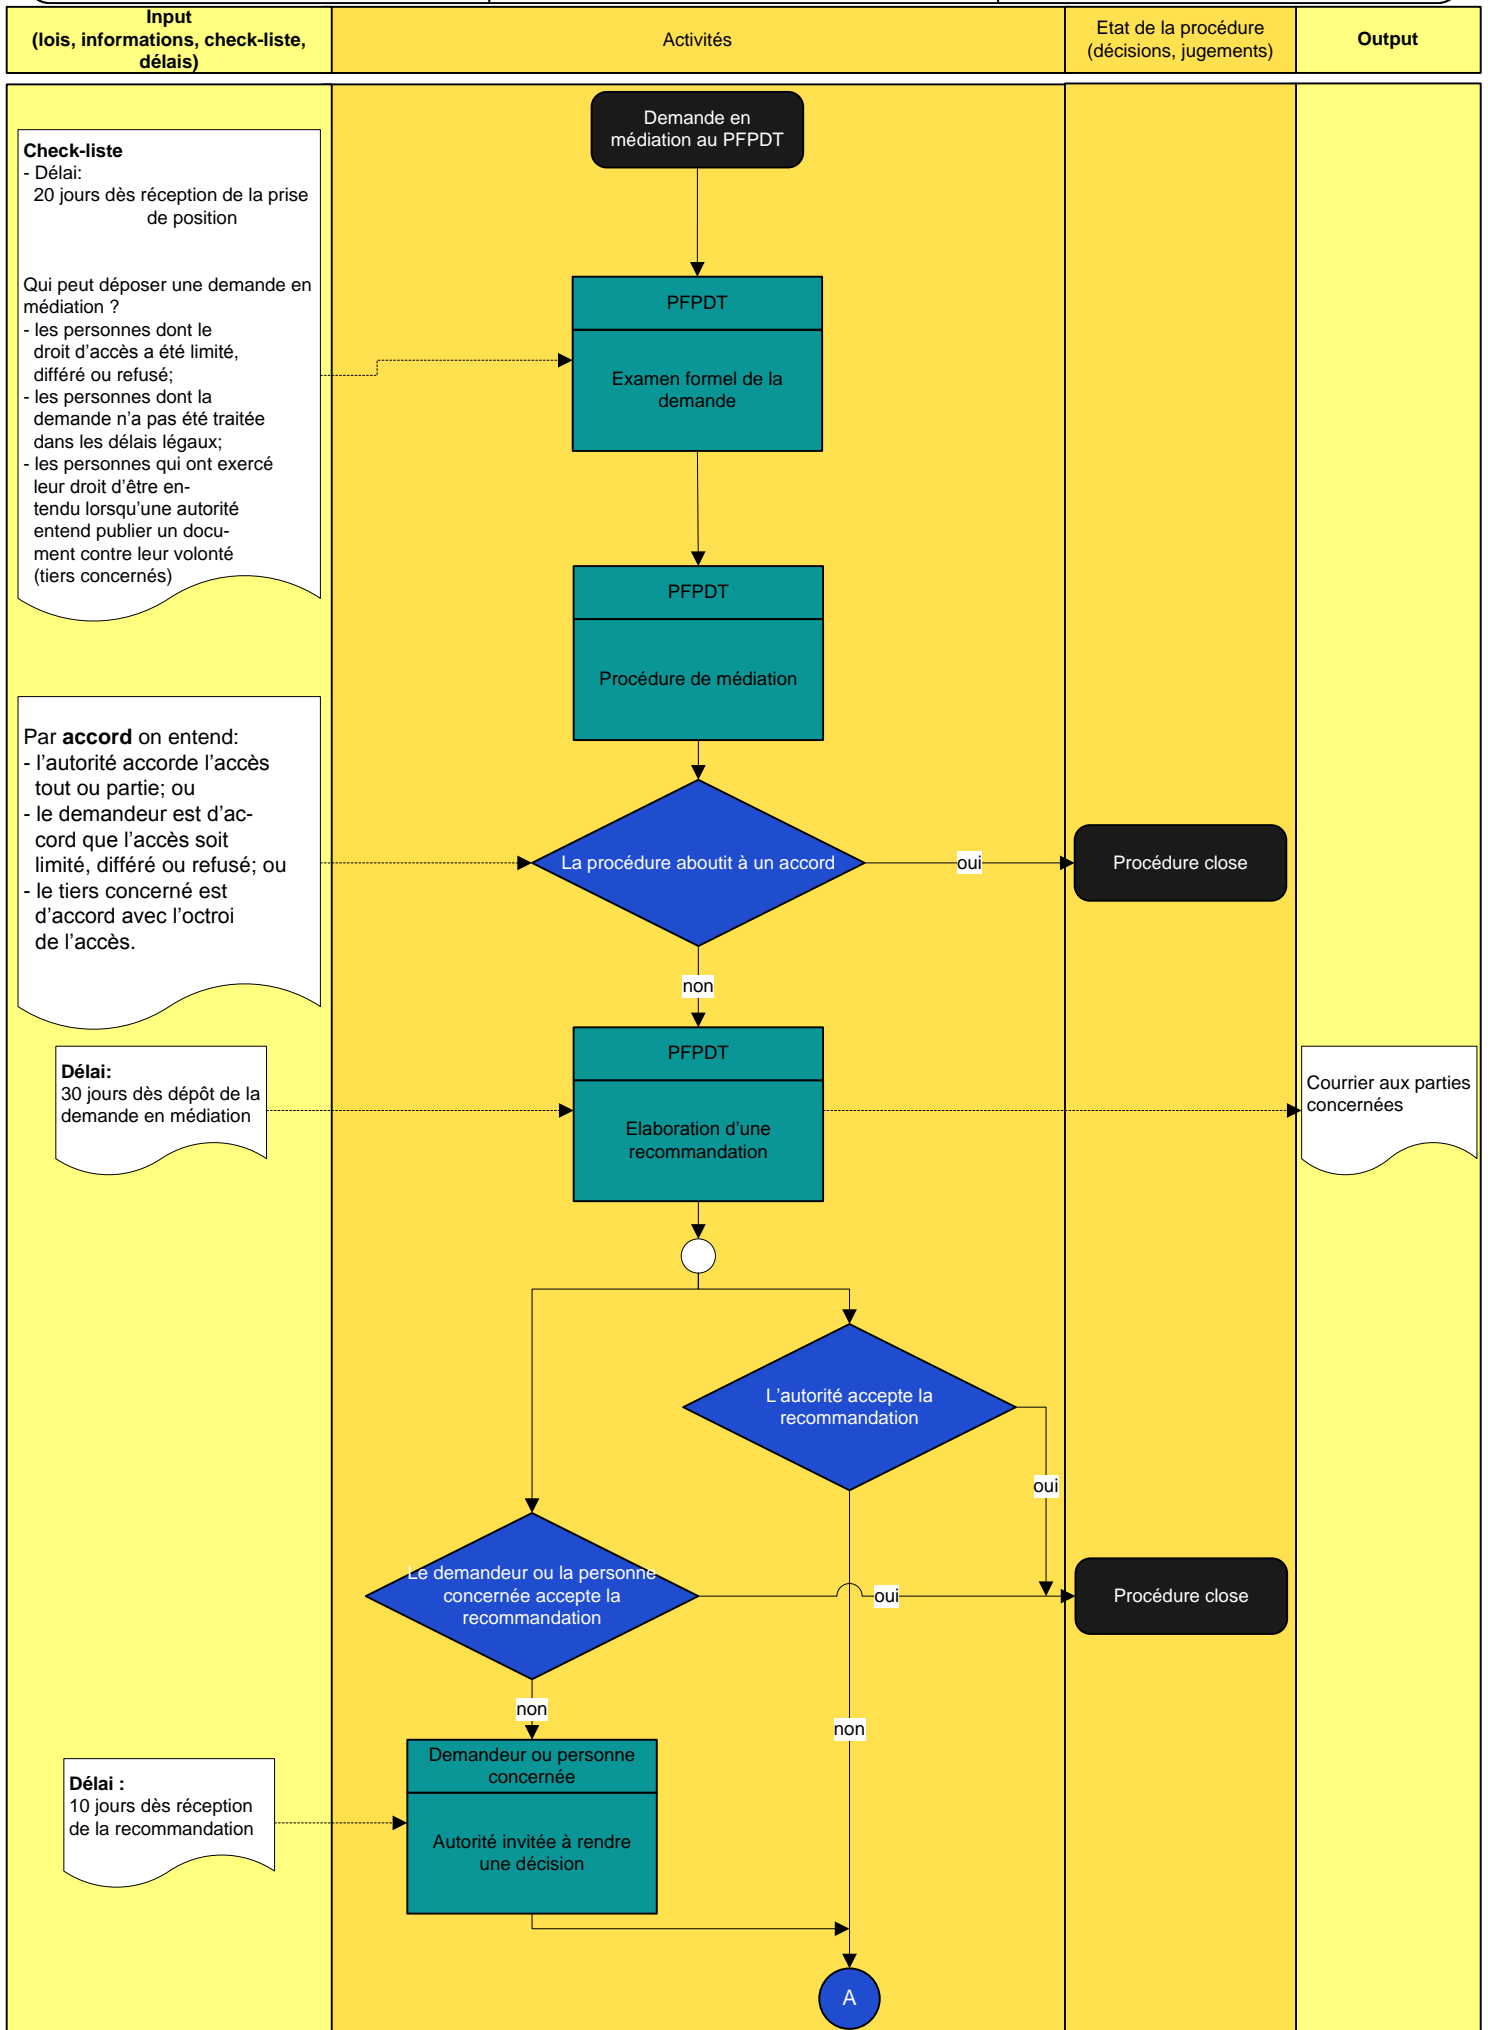 Input
(lois, informations, check-liste,
délais)
Activités
Etat de la procédure
(décisions, jugements)
Output
Demande en
médiation au PFPDT
Check-liste
- Délai:
20 jours dès réception de la prise
de position
Qui peut déposer une demande en
médiation ?
- les personnes dont le
droit d'accès a été limité,
différé ou refusé;
- les personnes dont la
demande n'a pas été traitée
dans les délais légaux;
- les personnes qui ont exercé
leur droit d'être en-
tendu lorsqu'une autorité
entend publier un docu-
ment contre leur volonté
(tiers concernés)
PFPDT
Examen formel de la
demande
PFPDT
Procédure de médiation
Par accord on entend:
- l'autorité accorde l'accès
tout ou partie; ou
- le demandeur est d'ac-
cord que l'accès soit
limité, différé ou refusé; ou
- le tiers concerné est
d'accord avec l'octroi
de l'accès.
La procédure aboutit à un accord
oui
Procédure close
non
Délai:
30 jours dès dépôt de la
demande en médiation
PFPDT
Elaboration d'une
recommandation
Courrier aux parties
concernées
L'autorité accepte la
recommandation
oui
Le demandeur ou la personne
concernée accepte la
recommandation
oui
Procédure close
non
non
Délai :
10 jours dès réception
de la recommandation
Demandeur ou personne
concernée
Autorité invitée à rendre
une décision
A